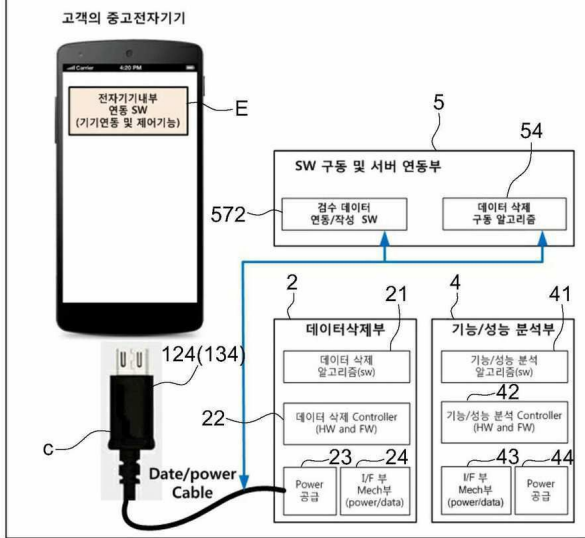 고객의 중고전자기기
Carrier 4:20 PM
전자기기내부
연동 SW
(기기연동 및 제어기능)
E
5
54
SW 구동 및 서버 연동부
572
검수 데이터
연동/작성 SW
데이터 삭제
구동 알고리즘
2
21
데이터삭제부
데이터 삭제
알고리즘(sw)
22
데이터 삭제 Controller
(HW and FW)
23
24
Power
공급
I/F 부
Mech부
(power/data)
4
41
기능/성능 분석부
기능/성능 분석
알고리즘(sw)
42
기능/성능 분석 Controller
(HW and FW)
43
44
I/F 부
Mech부
(power/data)
Power
공급
124(134)
c
Date/power
Cable